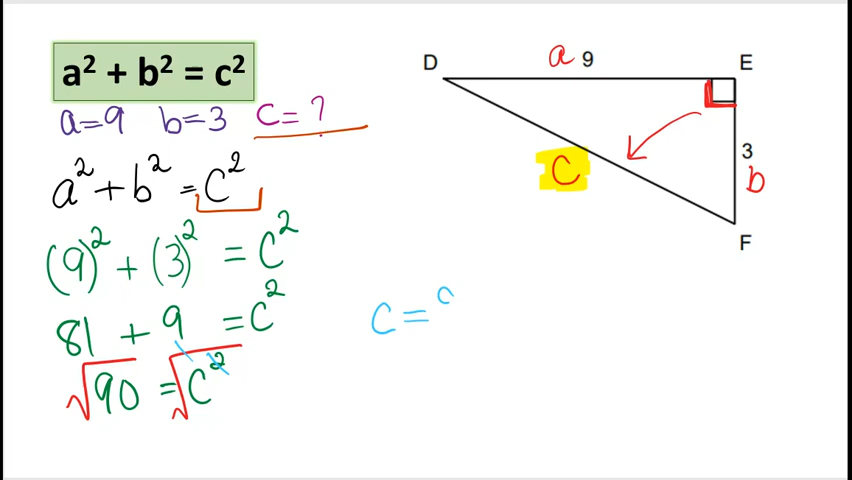 a² + b² = c²
a=9 b=3 c=?
a²+b²=c²
(9)²+(3)²=c²
81+9=c²
√90=√c²
D
a 9
E
3
b
C
F
c=